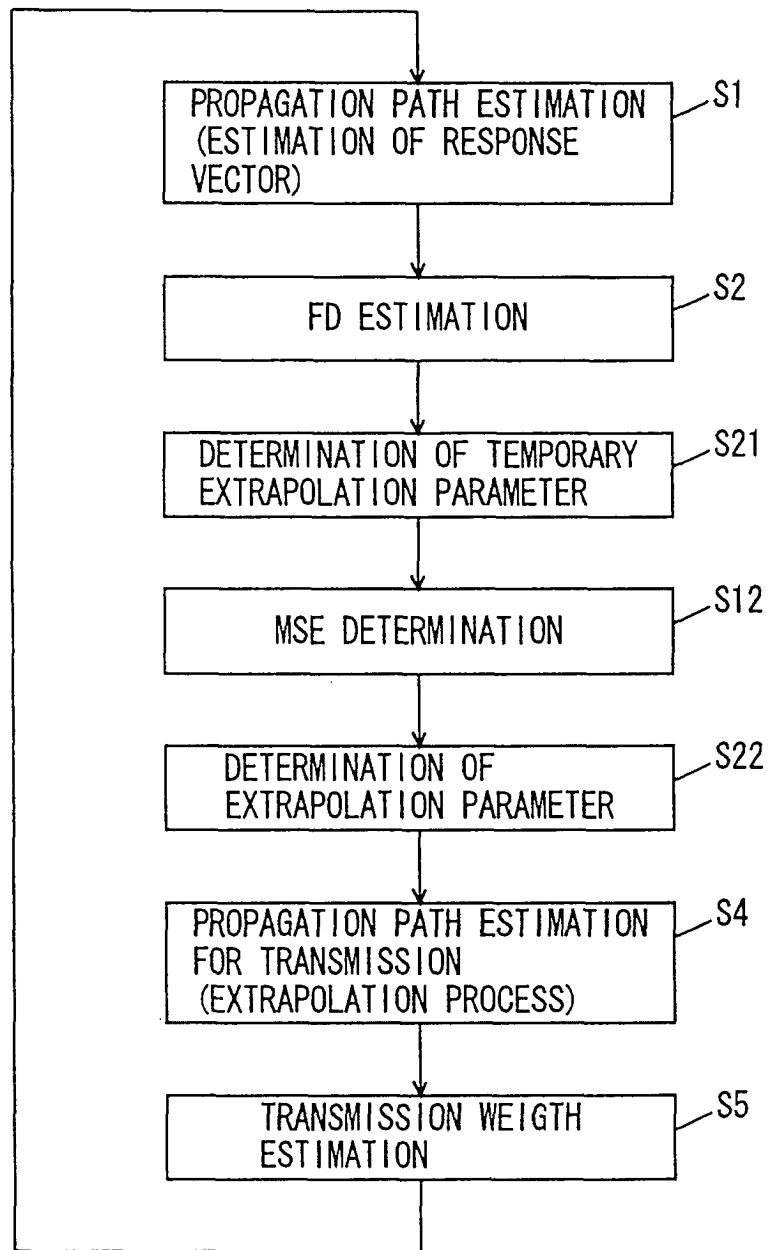 PROPAGATION PATH ESTIMATION
(ESTIMATION OF RESPONSE
VECTOR)
S1
FD ESTIMATION
S2
DETERMINATION OF TEMPORARY
EXTRAPOLATION PARAMETER
S21
MSE DETERMINATION
S12
DETERMINATION OF
EXTRAPOLATION PARAMETER
S22
PROPAGATION PATH ESTIMATION
FOR TRANSMISSION
(EXTRAPOLATION PROCESS)
S4
TRANSMISSION WEIGTH
ESTIMATION
S5